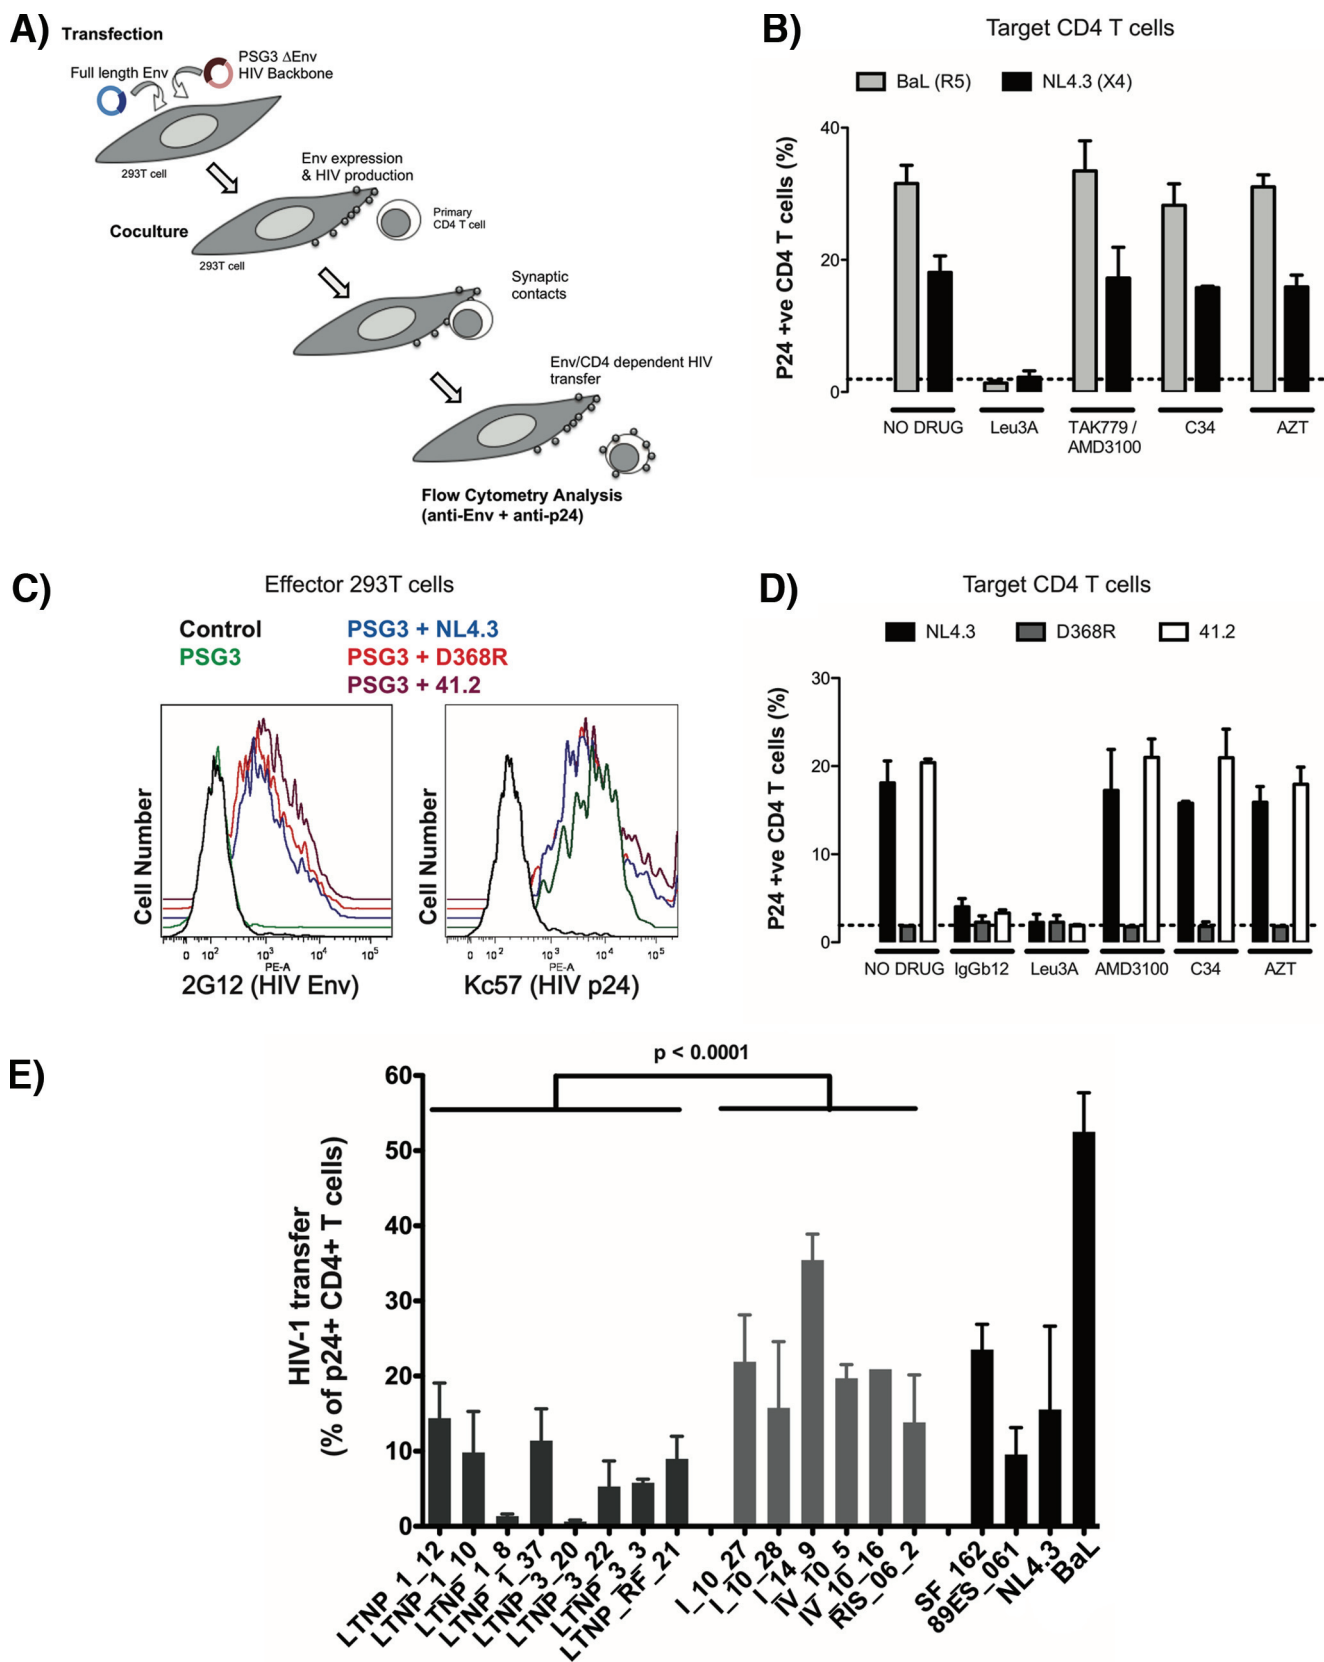 A)
Transfection
Full length Env
PSG3 ΔEnv
HIV Backbone
293T cell
Env expression
& HIV production
Coculture
Primary
CD4 T cell
293T cell
Synaptic
contacts
Env/CD4 dependent HIV
transfer
Flow Cytometry Analysis
(anti-Env + anti-p24)
B)
Target CD4 T cells
BaL (R5)
NL4.3 (X4)
P24 +ve CD4 T cells (%)
40
20
0
NO DRUG
Leu3A
TAK779 /
AMD3100
C34
AZT
C)
Effector 293T cells
Control
PSG3
PSG3 + NL4.3
PSG3 + D368R
PSG3 + 41.2
Cell Number
0 10² 10³ 10⁴ 10⁵
PE-A
2G12 (HIV Env)
Cell Number
0 10² 10³ 10⁴ 10⁵
PE-A
Kc57 (HIV p24)
D)
Target CD4 T cells
NL4.3
D368R
41.2
P24 +ve CD4 T cells (%)
30
20
10
0
NO DRUG
IgGb12
Leu3A
AMD3100
C34
AZT
E)
p < 0.0001
HIV-1 transfer
(% of p24+ CD4+ T cells)
60
50
40
30
20
10
0
LTNP_1_12
LTNP_1_10
LTNP_1_8
LTNP_1_37
LTNP_3_20
LTNP_3_22
LTNP_3_3
LTNP_RF_21
I_10_27
I_10_28
I_14_9
IV_10_5
IV_10_16
RIS_06_2
SF_162
89ES_061
NL4.3
BaL